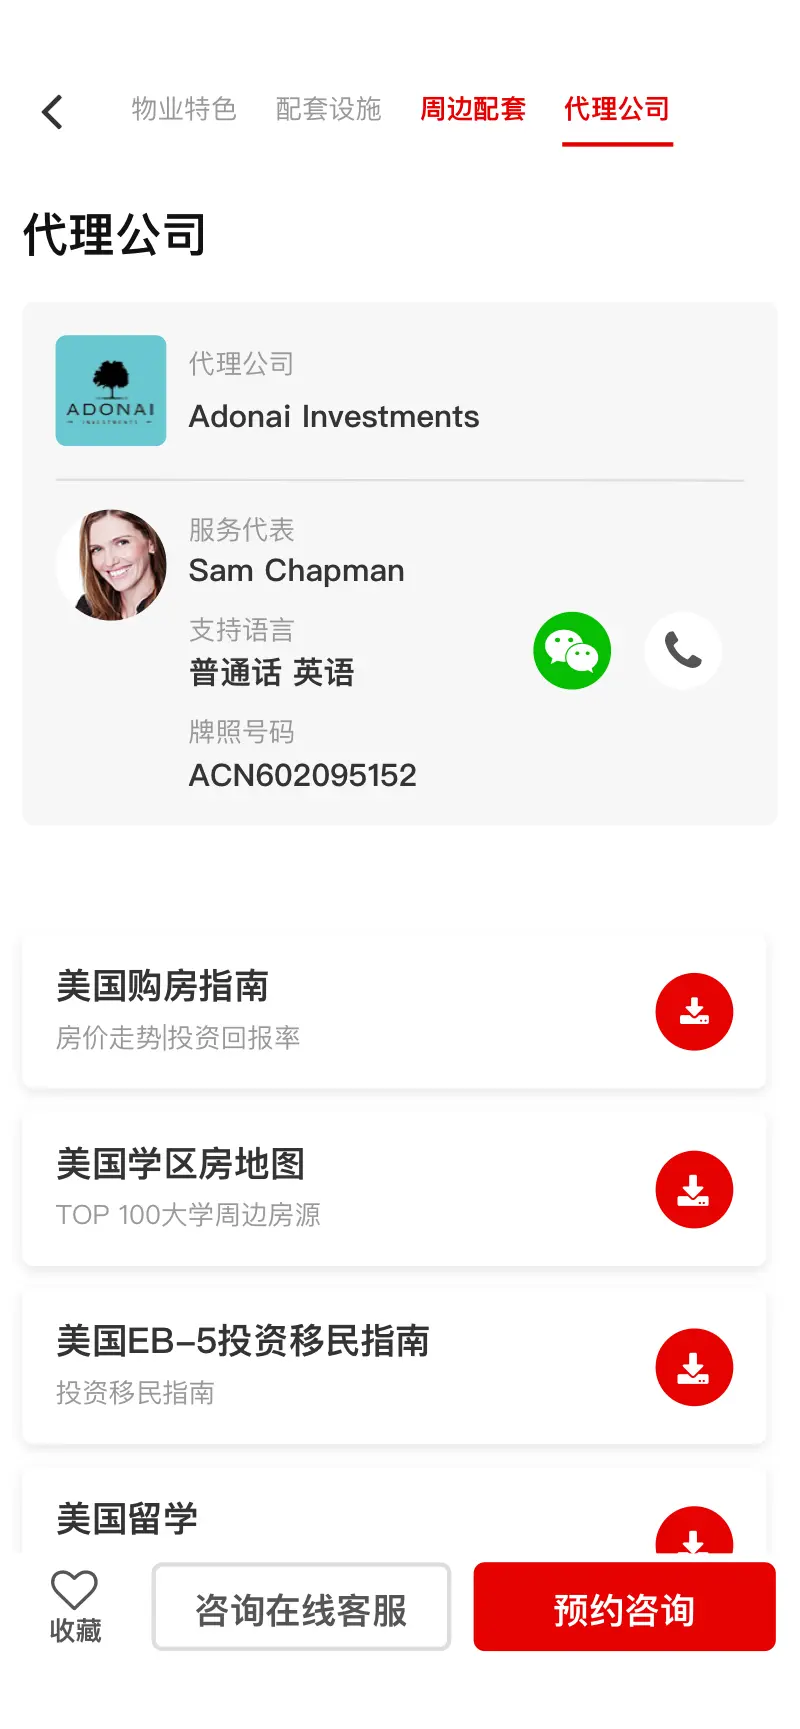 物业特色 配套设施 周边配套 代理公司
代理公司
ADONAI
INVESTMENTS
代理公司
Adonai Investments
服务代表
Sam Chapman
支持语言
普通话 英语
牌照号码
ACN602095152
美国购房指南
房价走势|投资回报率
美国学区房地图
TOP 100大学周边房源
美国EB-5投资移民指南
投资移民指南
美国留学
收藏
咨询在线客服
预约咨询